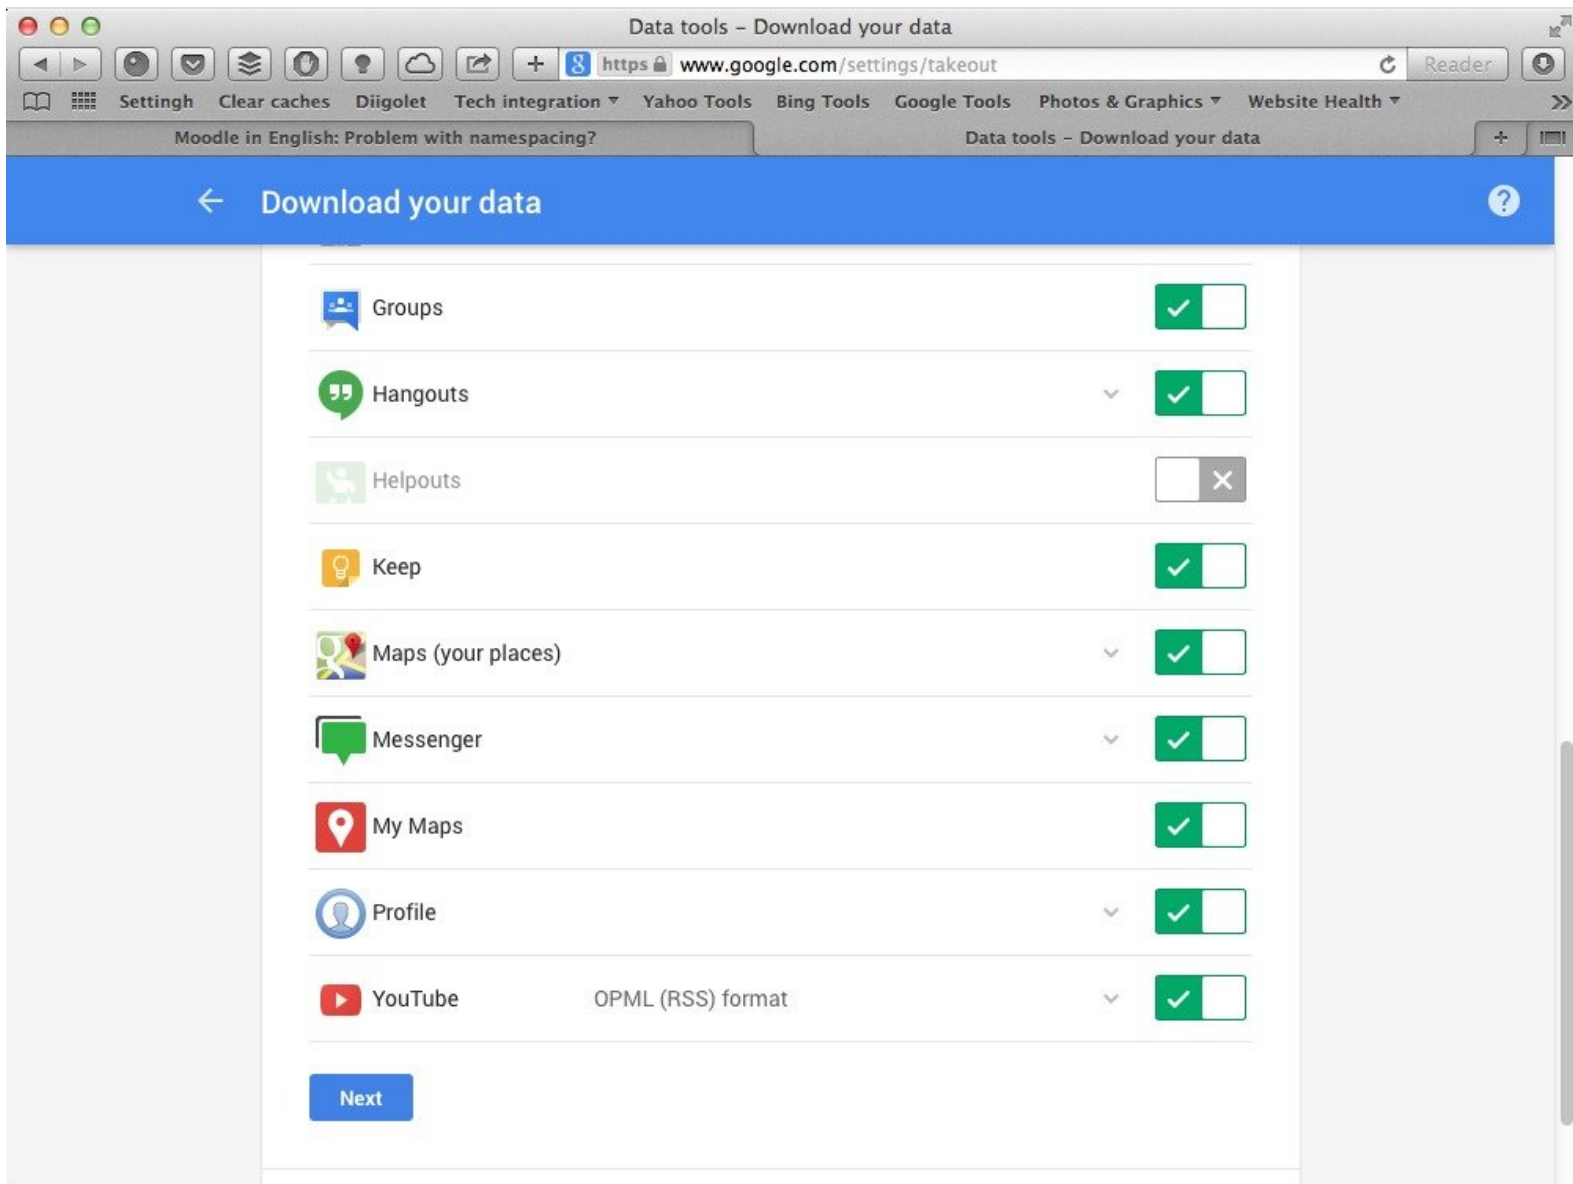 Data tools – Download your data
https www.google.com/settings/takeout Reader
Settingh Clear caches Diigolet Tech integration Yahoo Tools Bing Tools Google Tools Photos & Graphics Website Health
Moodle in English: Problem with namespacing? Data tools – Download your data
Download your data
Groups
Hangouts
Helpouts
Keep
Maps (your places)
Messenger
My Maps
Profile
YouTube OPML (RSS) format
Next